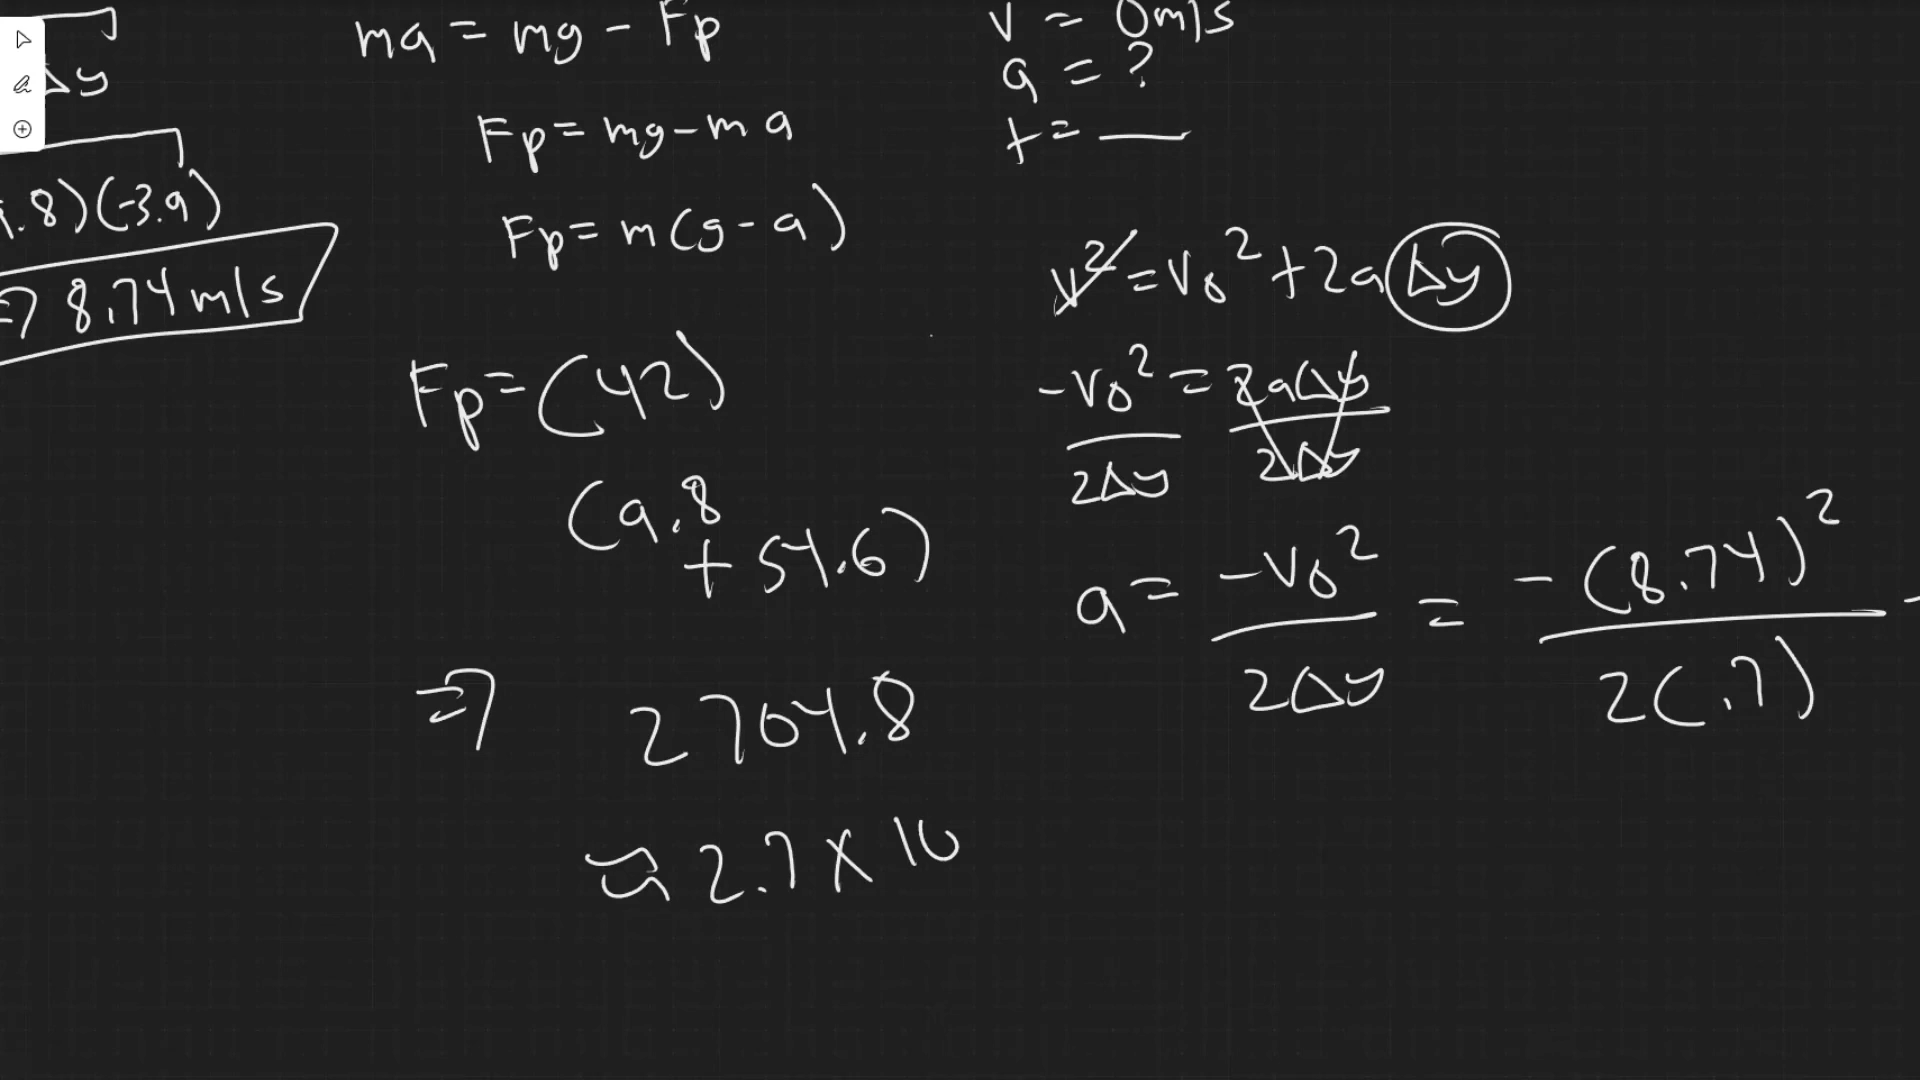 Δy
.8)(-3.9)
=> 8.74 m/s
ma = mg - Fp
Fp = mg - ma
Fp = m(g - a)
Fp = (42)
(9.8
+ 54.6)
=> 2704.8
≈ 2.7 x 10
v = 0m/s
a = ?
t = __
v² = v₀² + 2aΔy
-v₀² = 2aΔy
2Δy 2Δy
a = -v₀² = -(8.74)²
2Δy 2(.7)